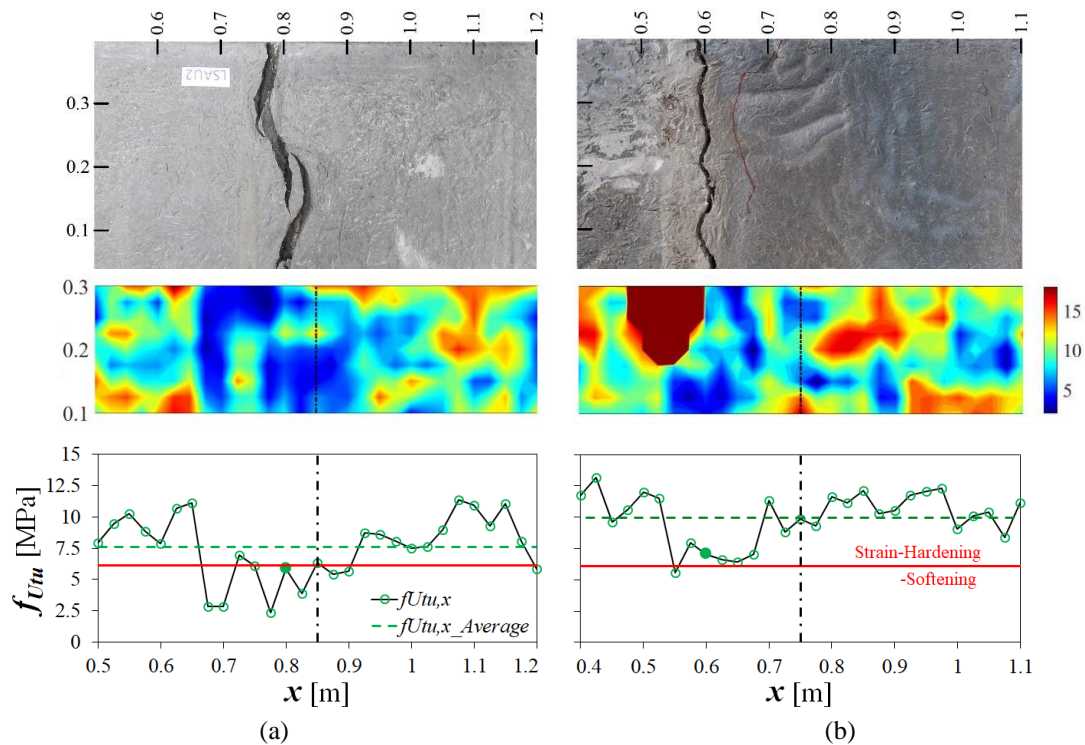 0.6 0.7 0.8 0.9 1.0 1.1 1.2
0.5 0.6 0.7 0.8 0.9 1.0 1.1
LSAU2
0.3
0.2
0.1
0.3
0.2
0.1
15
10
5
15
12.5
10
7.5
5
2.5
0
fUtu [MPa]
fUtu,x
fUtu,x_Average
Strain-Hardening
-Softening
0.5 0.6 0.7 0.8 0.9 1.0 1.1 1.2
0.4 0.5 0.6 0.7 0.8 0.9 1 1.1
x [m]
x [m]
(a)
(b)